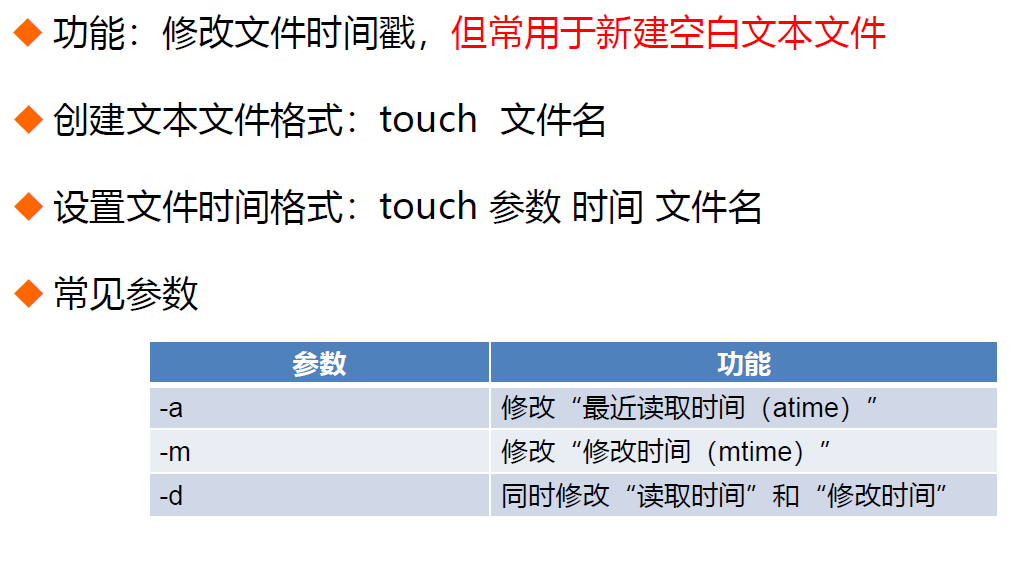 功能：修改文件时间戳，但常用于新建空白文本文件
创建文本文件格式：touch 文件名
设置文件时间格式：touch 参数 时间 文件名
常见参数
参数 功能
-a 修改“最近读取时间（atime）”
-m 修改“修改时间（mtime）”
-d 同时修改“读取时间”和“修改时间”